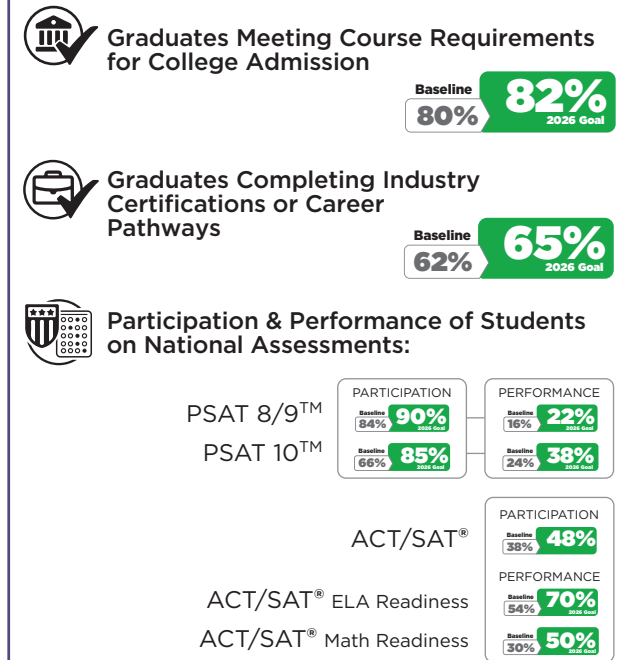 Graduates Meeting Course Requirements
for College Admission
Baseline
80%
82%
2026 Goal
Graduates Completing Industry
Certifications or Career
Pathways
Baseline
62%
65%
2026 Goal
Participation & Performance of Students
on National Assessments:
PARTICIPATION
PERFORMANCE
PSAT 8/9™
Baseline
84%
90%
2026 Goal
Baseline
16%
22%
2026 Goal
PSAT 10™
Baseline
66%
85%
2026 Goal
Baseline
24%
38%
2026 Goal
PARTICIPATION
ACT/SAT®
Baseline
38%
48%
2026 Goal
PERFORMANCE
ACT/SAT® ELA Readiness
Baseline
54%
70%
2026 Goal
ACT/SAT® Math Readiness
Baseline
30%
50%
2026 Goal